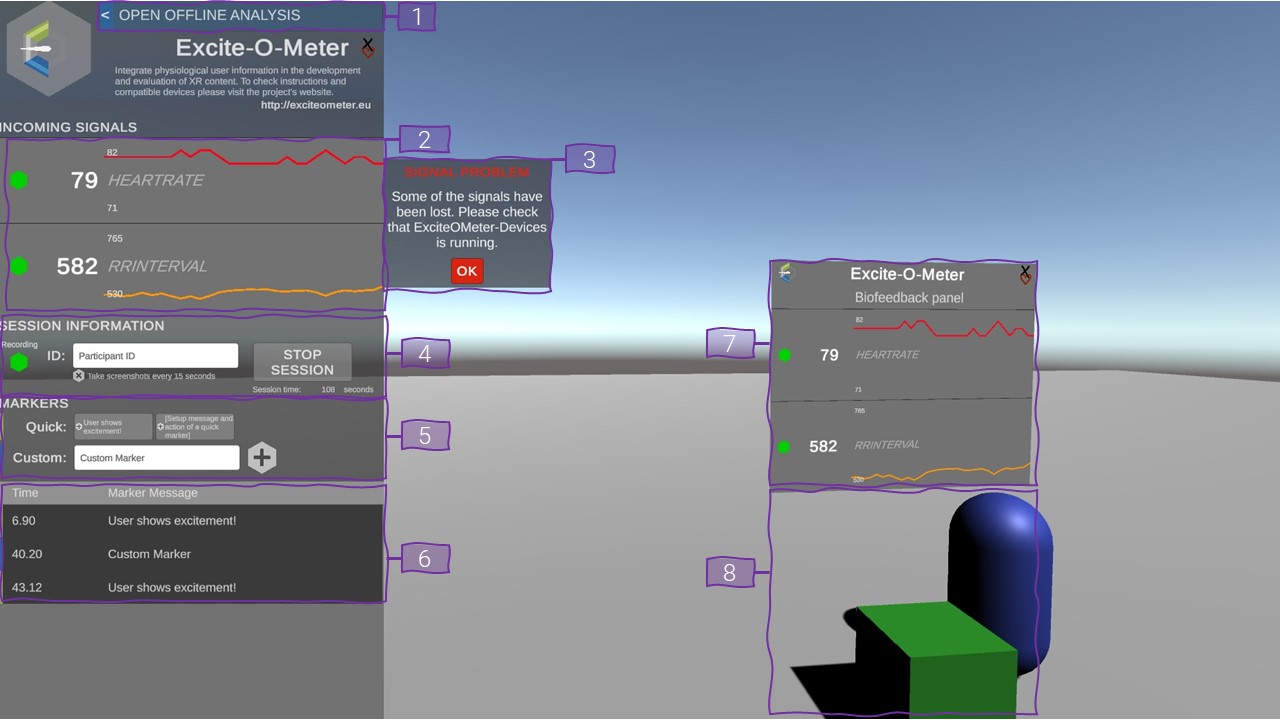 < OPEN OFFLINE ANALYSIS
1
Excite-O-Meter
Integrate physiological user information in the development
and evaluation of XR content. To check instructions and
compatible devices please visit the project's website.
http://exciteometer.eu
INCOMING SIGNALS
2
82
79 HEARTRATE
71
765
582 RRINTERVAL
530
3
SIGNAL PROBLEM
Some of the signals have
been lost. Please check
that ExciteOMeter-Devices
is running.
OK
SESSION INFORMATION
Recording
ID: Participant ID
STOP
SESSION
X Take screenshots every 15 seconds
Session time: 108 seconds
4
MARKERS
Quick:
User shows
excitement!
[Setup message and
action of a quick
marker]
Custom: Custom Marker
5
Time Marker Message
6.90 User shows excitement!
40.20 Custom Marker
43.12 User shows excitement!
6
Excite-O-Meter
Biofeedback panel
82
79 HEARTRATE
71
765
582 RRINTERVAL
530
7
8